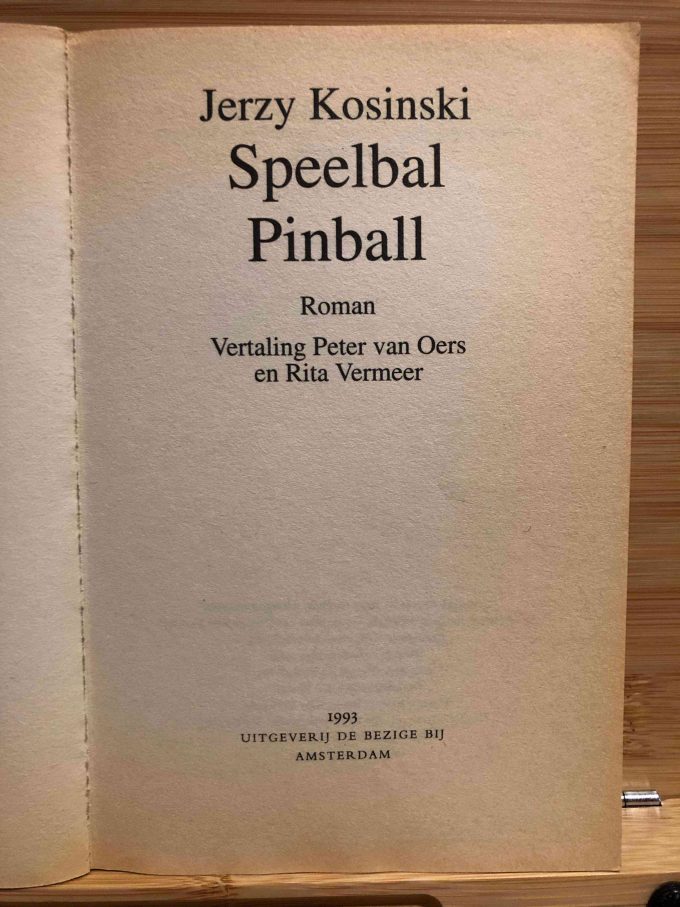 Jerzy Kosinski
Speelbal
Pinball
Roman
Vertaling Peter van Oers
en Rita Vermeer
1993
UITGEVERIJ DE BEZIGE BIJ
AMSTERDAM